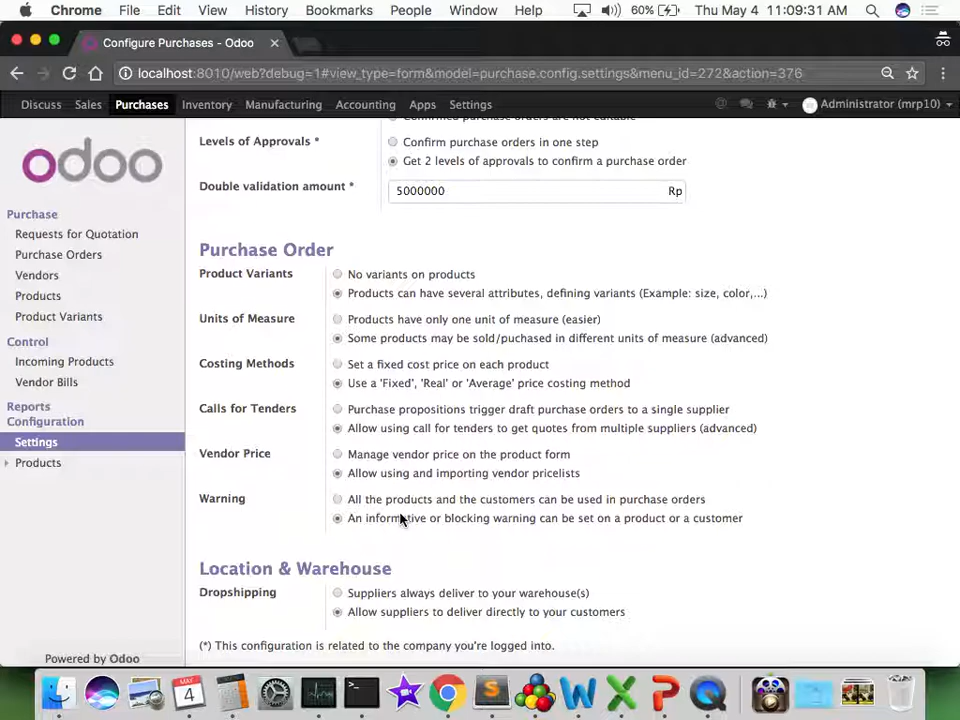 Chrome File Edit View History Bookmarks People Window Help 60% Thu May 4 11:09:31 AM
Configure Purchases - Odoo
localhost:8010/web?debug=1#view_type=form&model=purchase.config.settings&menu_id=272&action=376
Discuss Sales Purchases Inventory Manufacturing Accounting Apps Settings Administrator (mrp10)
odoo
Purchase
Requests for Quotation
Purchase Orders
Vendors
Products
Product Variants
Control
Incoming Products
Vendor Bills
Reports
Configuration
Settings
Products
Powered by Odoo
Confirmed purchase orders are not editable
Levels of Approvals * Confirm purchase orders in one step
Get 2 levels of approvals to confirm a purchase order
Double validation amount * 5000000 Rp
Purchase Order
Product Variants No variants on products
Products can have several attributes, defining variants (Example: size, color,...)
Units of Measure Products have only one unit of measure (easier)
Some products may be sold/puchased in different units of measure (advanced)
Costing Methods Set a fixed cost price on each product
Use a 'Fixed', 'Real' or 'Average' price costing method
Calls for Tenders Purchase propositions trigger draft purchase orders to a single supplier
Allow using call for tenders to get quotes from multiple suppliers (advanced)
Vendor Price Manage vendor price on the product form
Allow using and importing vendor pricelists
Warning All the products and the customers can be used in purchase orders
An informative or blocking warning can be set on a product or a customer
Location & Warehouse
Dropshipping Suppliers always deliver to your warehouse(s)
Allow suppliers to deliver directly to your customers
(*) This configuration is related to the company you're logged into.
MAY
4